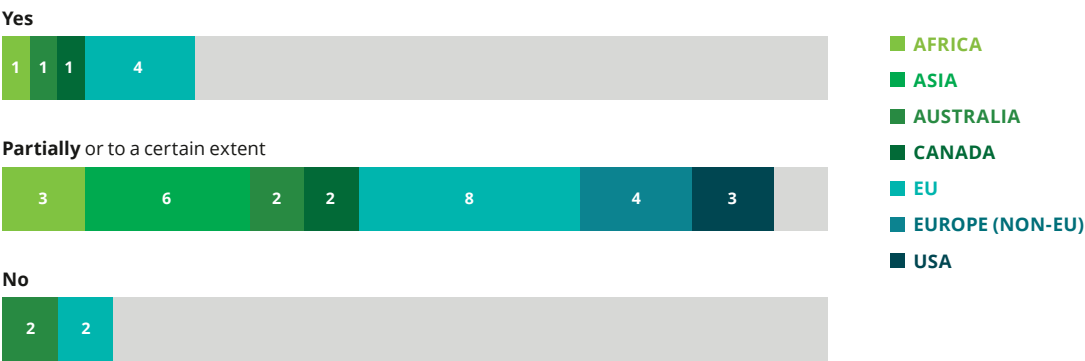 Yes
1 1 1 4
Partially or to a certain extent
3 6 2 2 8 4 3
No
2 2
AFRICA
ASIA
AUSTRALIA
CANADA
EU
EUROPE (NON-EU)
USA